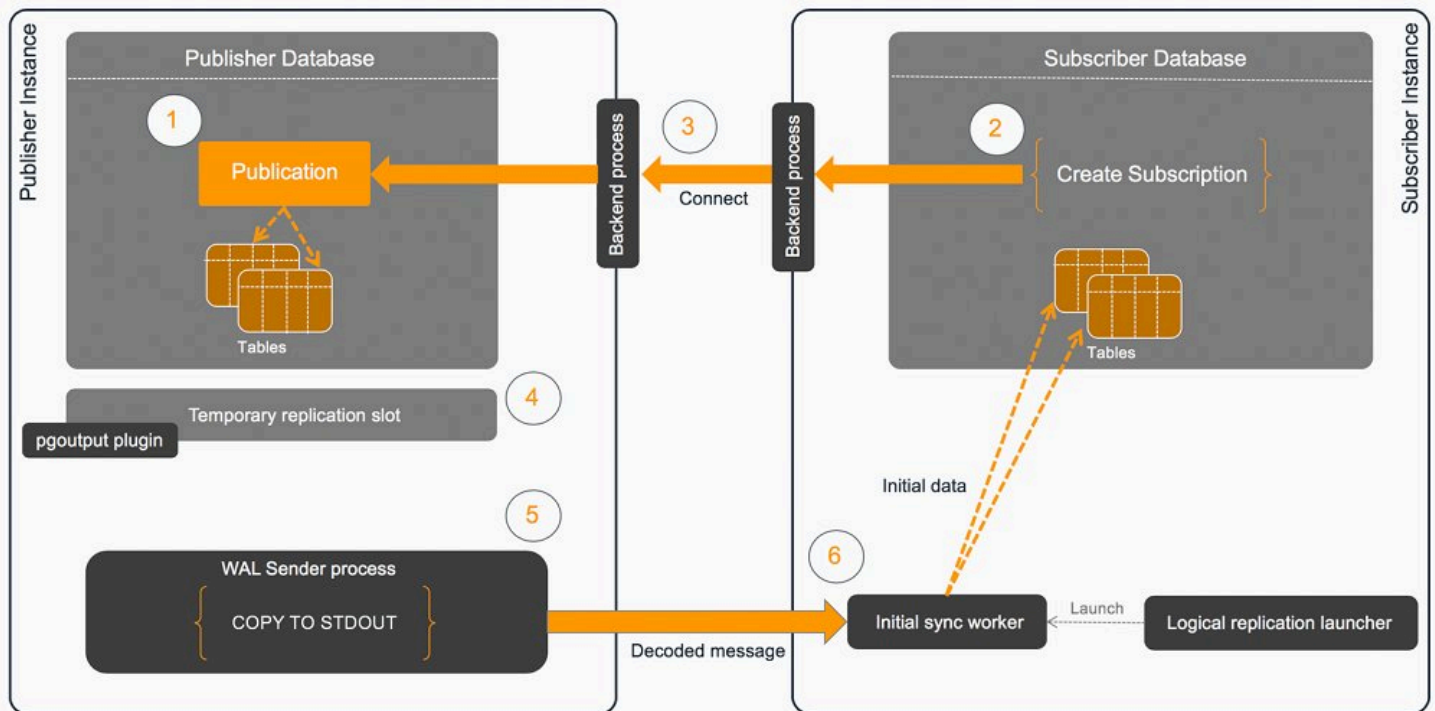 Publisher Instance
Publisher Database
1
Publication
Tables
4
Temporary replication slot
pgoutput plugin
5
WAL Sender process
{ COPY TO STDOUT }
Backend process
3
Connect
Backend process
Subscriber Instance
Subscriber Database
2
{ Create Subscription }
Tables
Initial data
6
Decoded message
Initial sync worker
Launch
Logical replication launcher